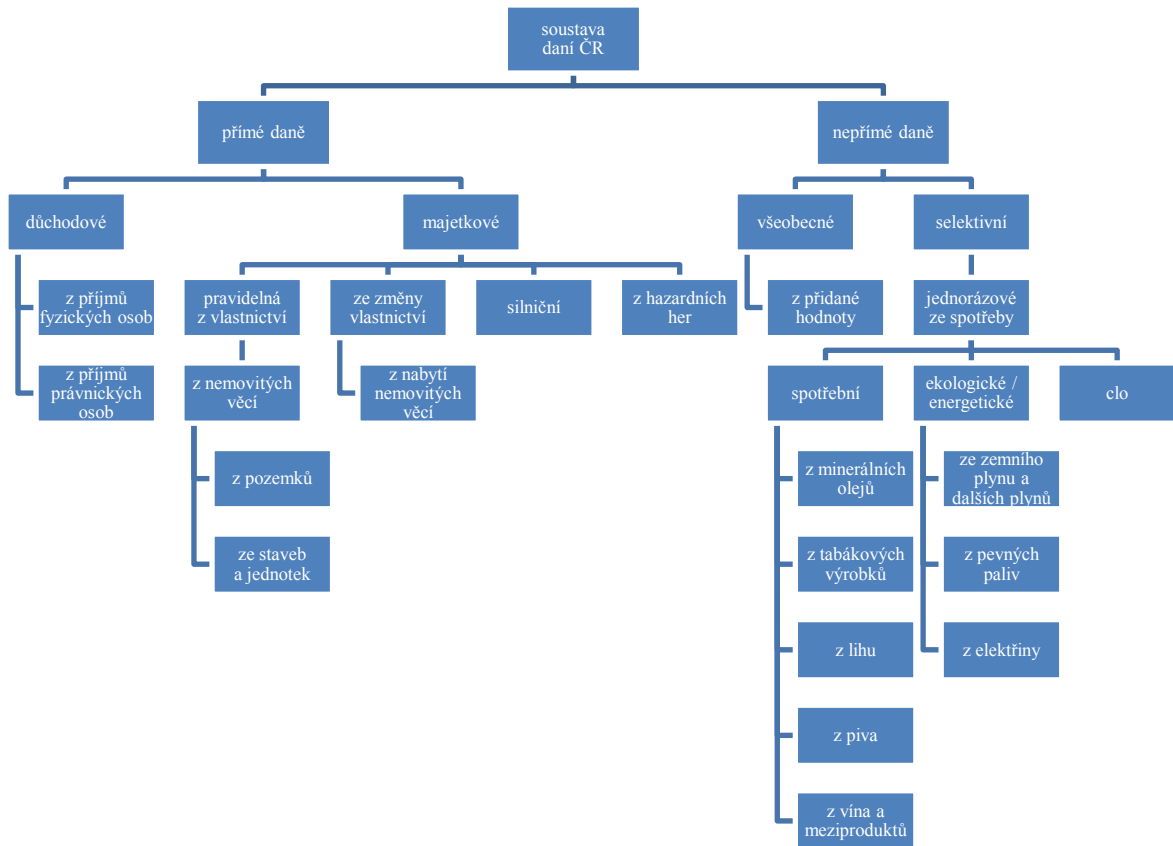 soustava
daní ČR
přímé daně
nepřímé daně
důchodové
majetkové
všeobecné
selektivní
z příjmů
fyzických osob
pravidelná
z vlastnictví
ze změny
vlastnictví
silniční
z hazardních
her
z přidané
hodnoty
jednorázové
ze spotřeby
z příjmů
právnických
osob
z nemovitých
věcí
z nabytí
nemovitých
věcí
spotřební
ekologické /
energetické
clo
z pozemků
z minerálních
olejů
ze zemního
plynu a
dalších plynů
ze staveb
a jednotek
z tabákových
výrobků
z pevných
paliv
z lihu
z elektřiny
z piva
z vína a
meziproduktů